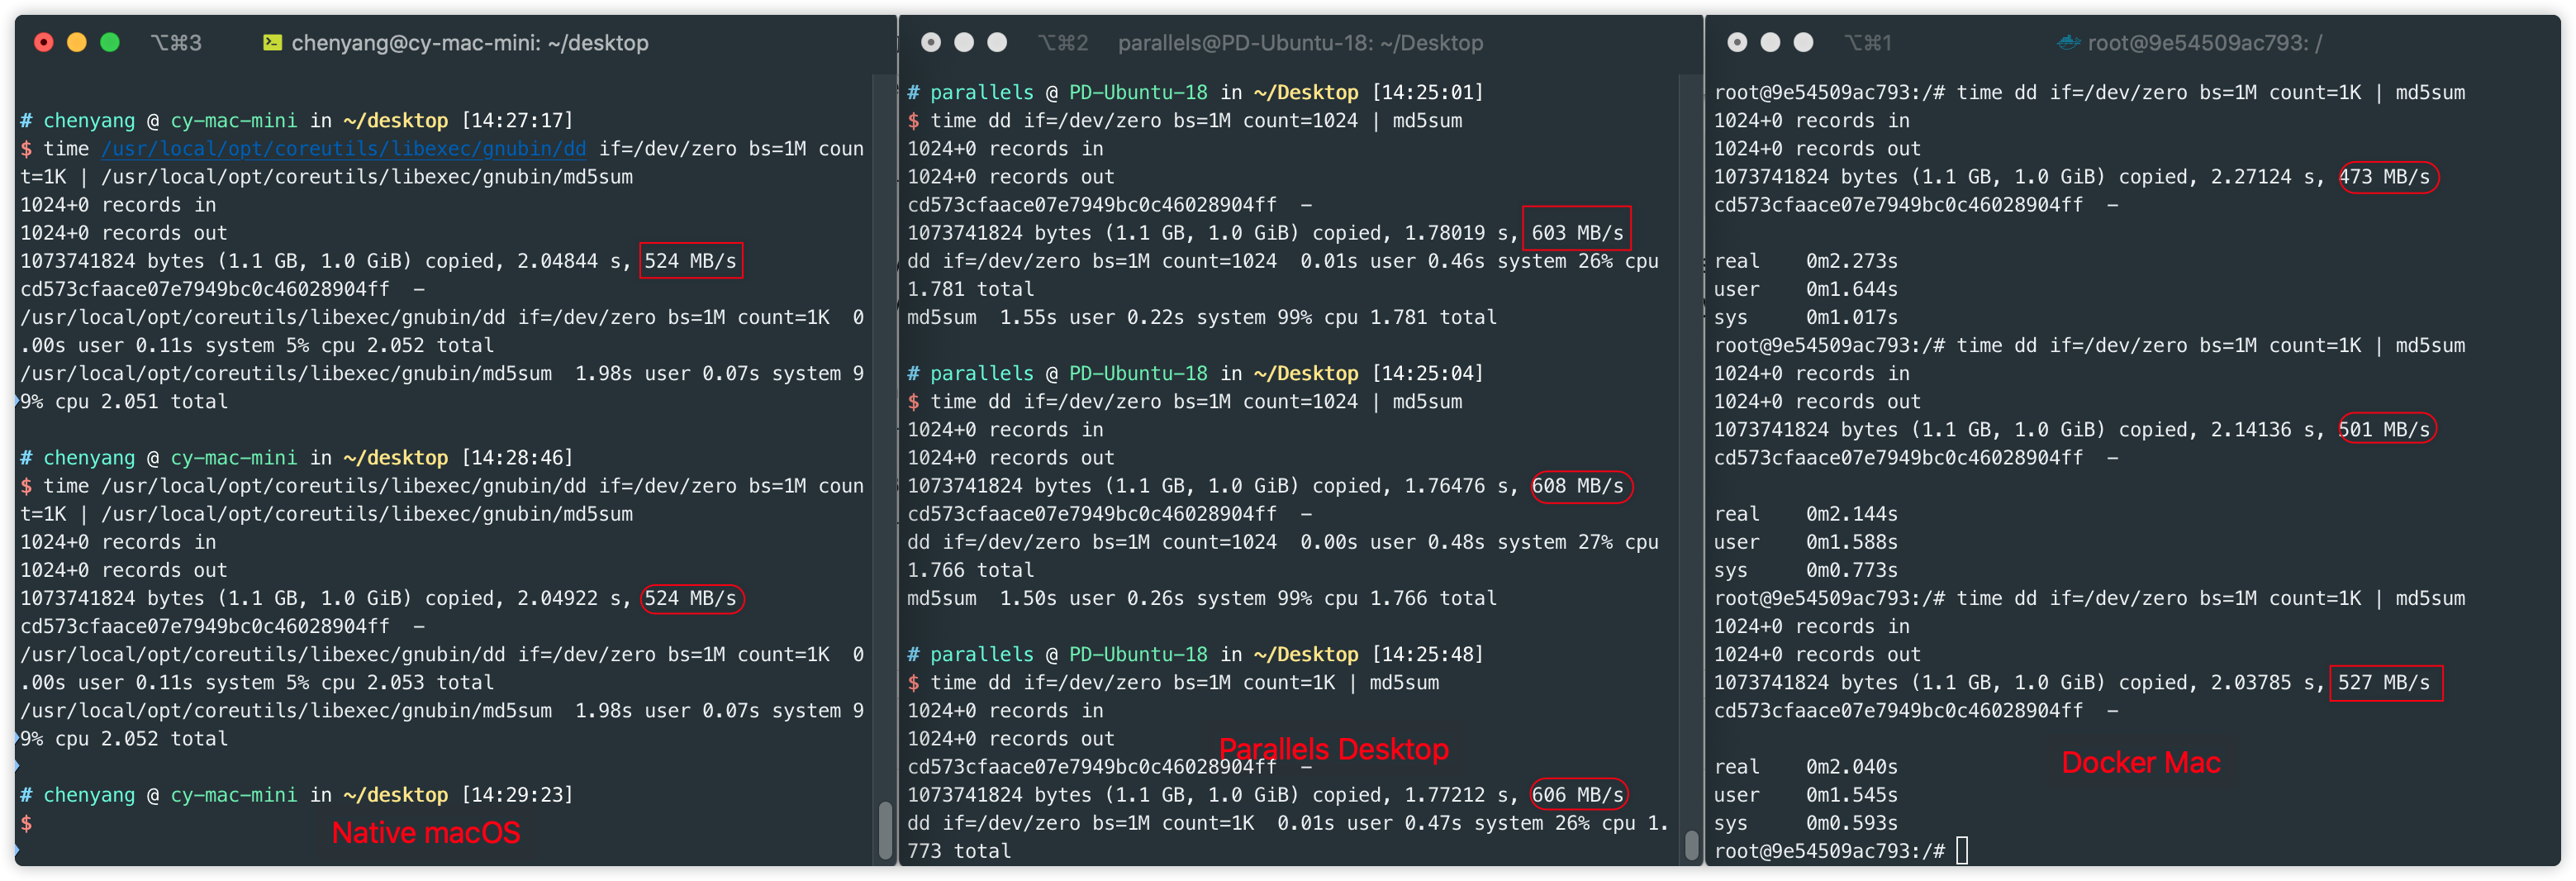 ⌥⌘3 chenyang@cy-mac-mini: ~/desktop
# chenyang @ cy-mac-mini in ~/desktop [14:27:17]
$ time /usr/local/opt/coreutils/libexec/gnubin/dd if=/dev/zero bs=1M coun
t=1K | /usr/local/opt/coreutils/libexec/gnubin/md5sum
1024+0 records in
1024+0 records out
1073741824 bytes (1.1 GB, 1.0 GiB) copied, 2.04844 s, 524 MB/s
cd573cfaace07e7949bc0c46028904ff  -
/usr/local/opt/coreutils/libexec/gnubin/dd if=/dev/zero bs=1M count=1K  0
.00s user 0.11s system 5% cpu 2.052 total
/usr/local/opt/coreutils/libexec/gnubin/md5sum  1.98s user 0.07s system 9
9% cpu 2.051 total
# chenyang @ cy-mac-mini in ~/desktop [14:28:46]
$ time /usr/local/opt/coreutils/libexec/gnubin/dd if=/dev/zero bs=1M coun
t=1K | /usr/local/opt/coreutils/libexec/gnubin/md5sum
1024+0 records in
1024+0 records out
1073741824 bytes (1.1 GB, 1.0 GiB) copied, 2.04922 s, 524 MB/s
cd573cfaace07e7949bc0c46028904ff  -
/usr/local/opt/coreutils/libexec/gnubin/dd if=/dev/zero bs=1M count=1K  0
.00s user 0.11s system 5% cpu 2.053 total
/usr/local/opt/coreutils/libexec/gnubin/md5sum  1.98s user 0.07s system 9
9% cpu 2.052 total
# chenyang @ cy-mac-mini in ~/desktop [14:29:23]
$
Native macOS
⌥⌘2 parallels@PD-Ubuntu-18: ~/Desktop
# parallels @ PD-Ubuntu-18 in ~/Desktop [14:25:01]
$ time dd if=/dev/zero bs=1M count=1024 | md5sum
1024+0 records in
1024+0 records out
cd573cfaace07e7949bc0c46028904ff  -
1073741824 bytes (1.1 GB, 1.0 GiB) copied, 1.78019 s, 603 MB/s
dd if=/dev/zero bs=1M count=1024  0.01s user 0.46s system 26% cpu
1.781 total
md5sum  1.55s user 0.22s system 99% cpu 1.781 total
# parallels @ PD-Ubuntu-18 in ~/Desktop [14:25:04]
$ time dd if=/dev/zero bs=1M count=1024 | md5sum
1024+0 records in
1024+0 records out
1073741824 bytes (1.1 GB, 1.0 GiB) copied, 1.76476 s, 608 MB/s
cd573cfaace07e7949bc0c46028904ff  -
dd if=/dev/zero bs=1M count=1024  0.00s user 0.48s system 27% cpu
1.766 total
md5sum  1.50s user 0.26s system 99% cpu 1.766 total
# parallels @ PD-Ubuntu-18 in ~/Desktop [14:25:48]
$ time dd if=/dev/zero bs=1M count=1K | md5sum
1024+0 records in
1024+0 records out
Parallels Desktop
cd573cfaace07e7949bc0c46028904ff  -
1073741824 bytes (1.1 GB, 1.0 GiB) copied, 1.77212 s, 606 MB/s
dd if=/dev/zero bs=1M count=1K  0.01s user 0.47s system 26% cpu 1.
773 total
⌥⌘1 root@9e54509ac793: /
root@9e54509ac793:/# time dd if=/dev/zero bs=1M count=1K | md5sum
1024+0 records in
1024+0 records out
1073741824 bytes (1.1 GB, 1.0 GiB) copied, 2.27124 s, 473 MB/s
cd573cfaace07e7949bc0c46028904ff  -
real    0m2.273s
user    0m1.644s
sys     0m1.017s
root@9e54509ac793:/# time dd if=/dev/zero bs=1M count=1K | md5sum
1024+0 records in
1024+0 records out
1073741824 bytes (1.1 GB, 1.0 GiB) copied, 2.14136 s, 501 MB/s
cd573cfaace07e7949bc0c46028904ff  -
real    0m2.144s
user    0m1.588s
sys     0m0.773s
root@9e54509ac793:/# time dd if=/dev/zero bs=1M count=1K | md5sum
1024+0 records in
1024+0 records out
1073741824 bytes (1.1 GB, 1.0 GiB) copied, 2.03785 s, 527 MB/s
cd573cfaace07e7949bc0c46028904ff  -
Docker Mac
real    0m2.040s
user    0m1.545s
sys     0m0.593s
root@9e54509ac793:/#